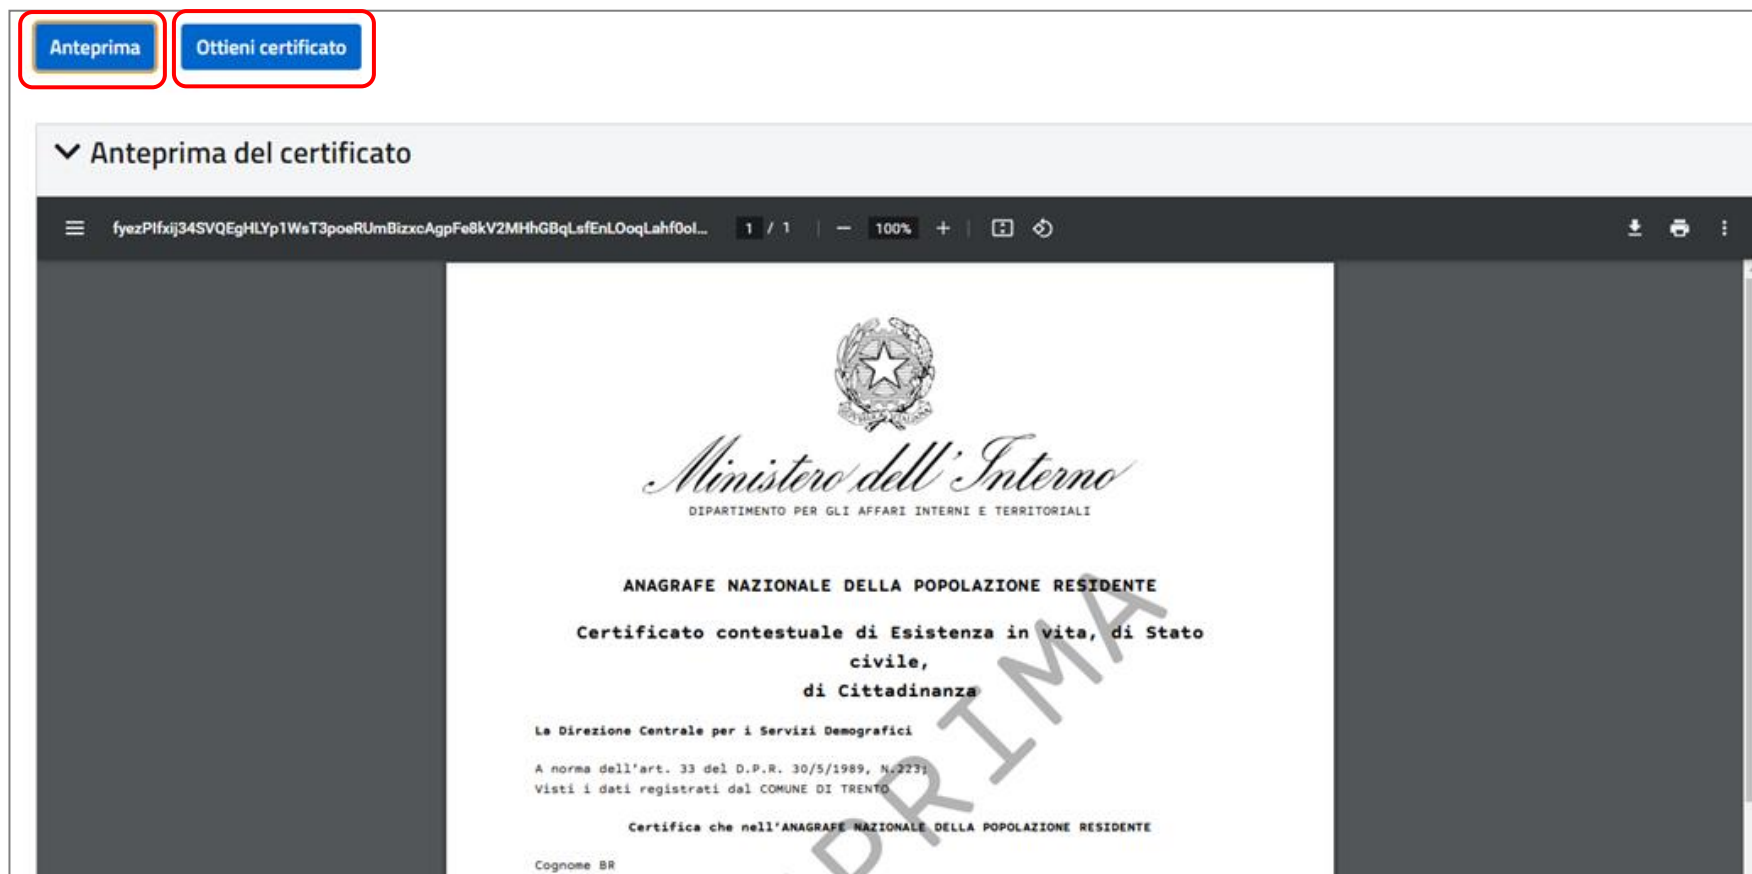 Anteprima Ottieni certificato
Anteprima del certificato
1 / 1 100%
Ministero dell'Interno
DIPARTIMENTO PER GLI AFFARI INTERNI E TERRITORIALI
ANAGRAFE NAZIONALE DELLA POPOLAZIONE RESIDENTE
Certificato contestuale di Esistenza in vita, di Stato
civile,
di Cittadinanza
La Direzione Centrale per i Servizi Demografici
A norma dell'art. 33 del D.P.R. 30/5/1989, N.223;
Visti i dati registrati dal COMUNE DI TRENTO
Certifica che nell'ANAGRAFE NAZIONALE DELLA POPOLAZIONE RESIDENTE
Cognome BR
PRIMA